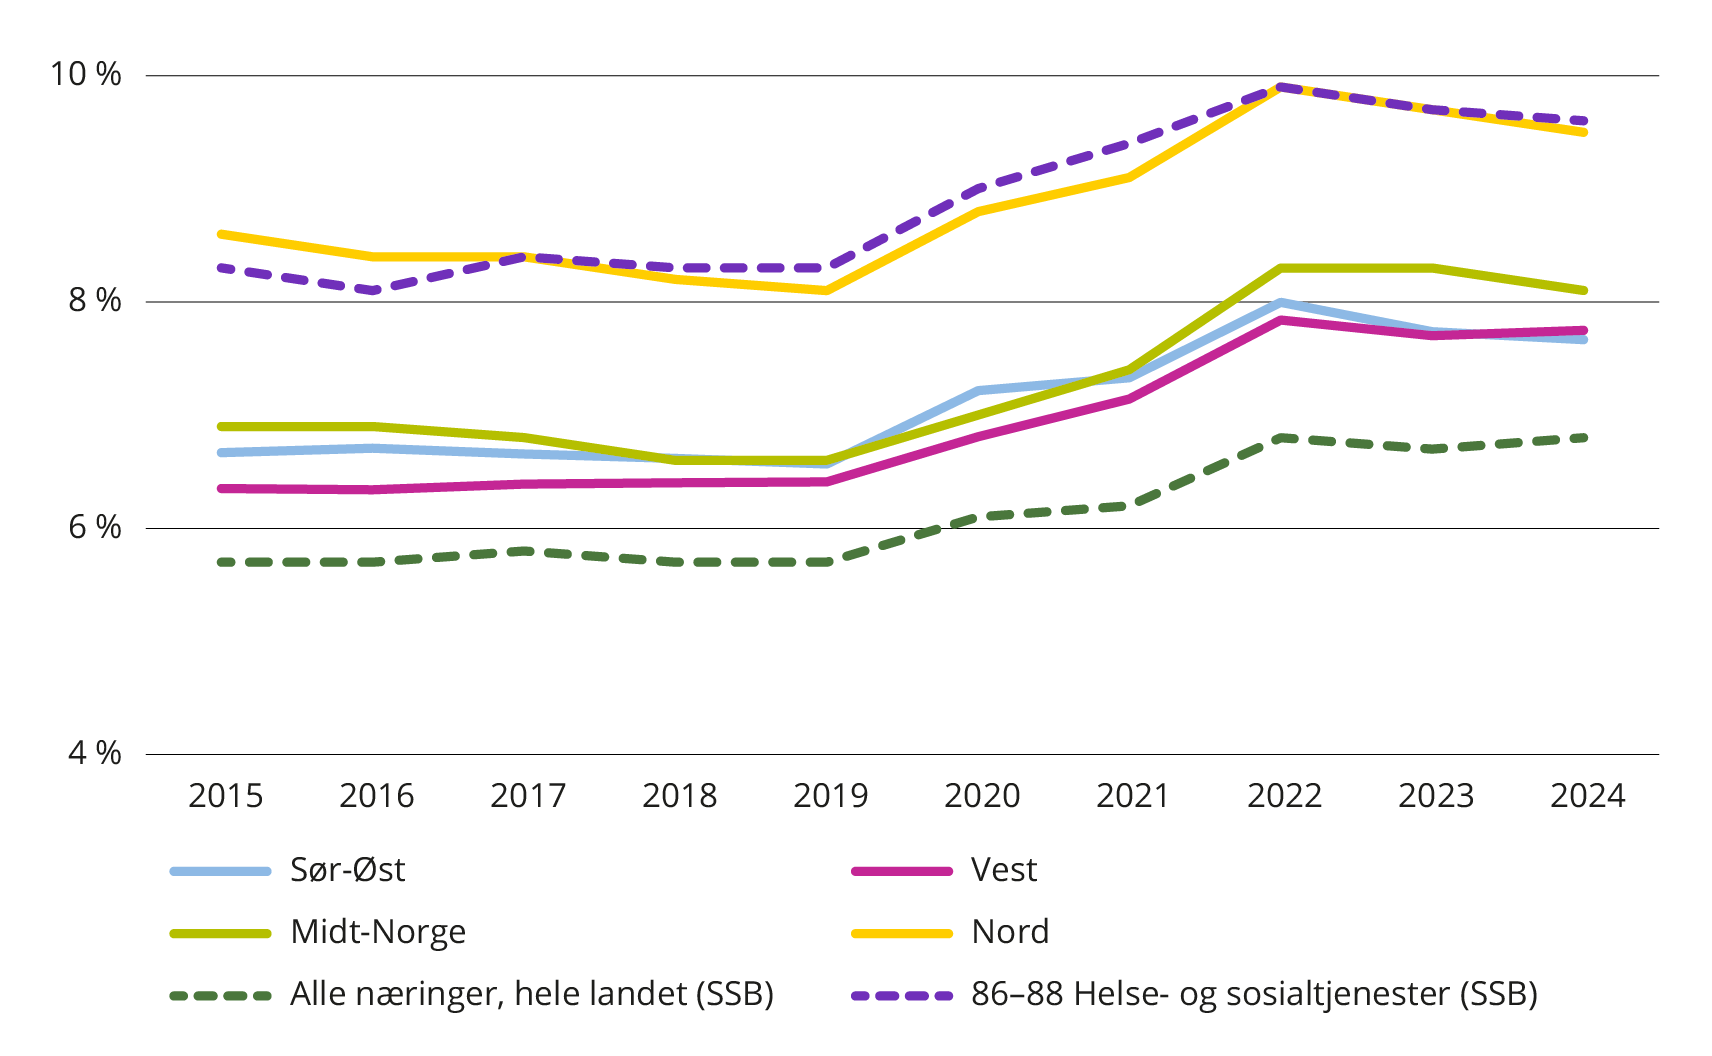 10 %
8 %
6 %
4 %
2015 2016 2017 2018 2019 2020 2021 2022 2023 2024
Sør-Øst Vest
Midt-Norge Nord
Alle næringer, hele landet (SSB) 86–88 Helse- og sosialtjenester (SSB)